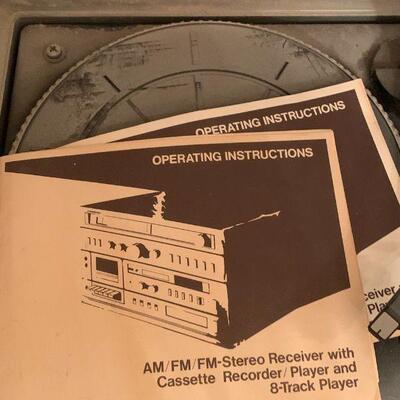 OPERATING INSTRUCTIONS
OPERATING INSTRUCTIONS
AM/FM/FM-Stereo Receiver with
Cassette Recorder/Player and
8-Track Player